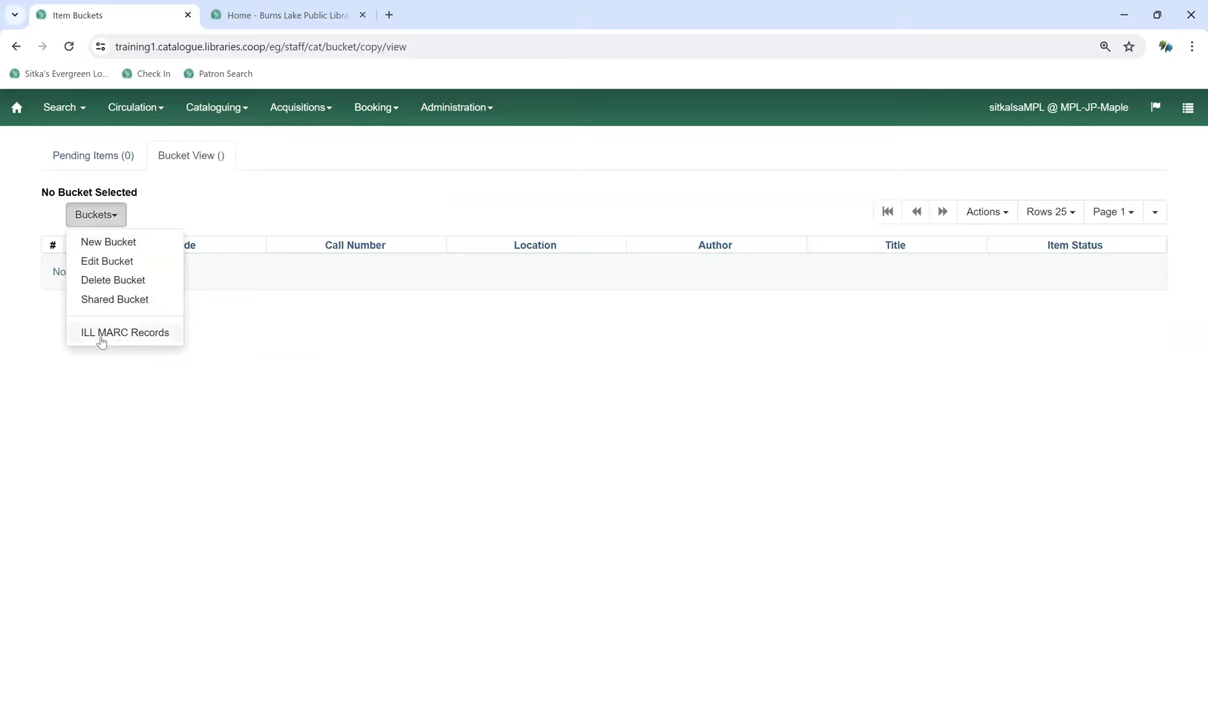 Item Buckets
Home - Burns Lake Public Libra
training1.catalogue.libraries.coop/eg/staff/cat/bucket/copy/view
Sitka's Evergreen Lo... Check In Patron Search
Search Circulation Cataloguing Acquisitions Booking Administration sitkalsaMPL @ MPL-JP-Maple
Pending Items (0) Bucket View ()
No Bucket Selected
Buckets Actions Rows 25 Page 1
# de Call Number Location Author Title Item Status
No
New Bucket
Edit Bucket
Delete Bucket
Shared Bucket
ILL MARC Records